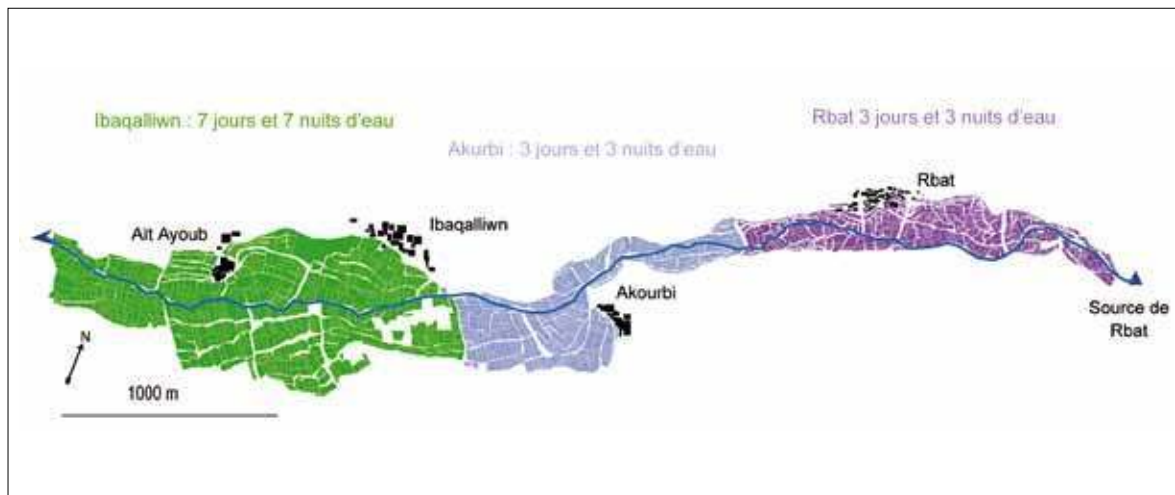 Ibaqalliwn : 7 jours et 7 nuits d'eau
Akurbi : 3 jours et 3 nuits d'eau
Rbat 3 jours et 3 nuits d'eau
Rbat
Aït Ayoub
Ibaqalliwn
Akourbi
Source de
Rbat
N
1000 m